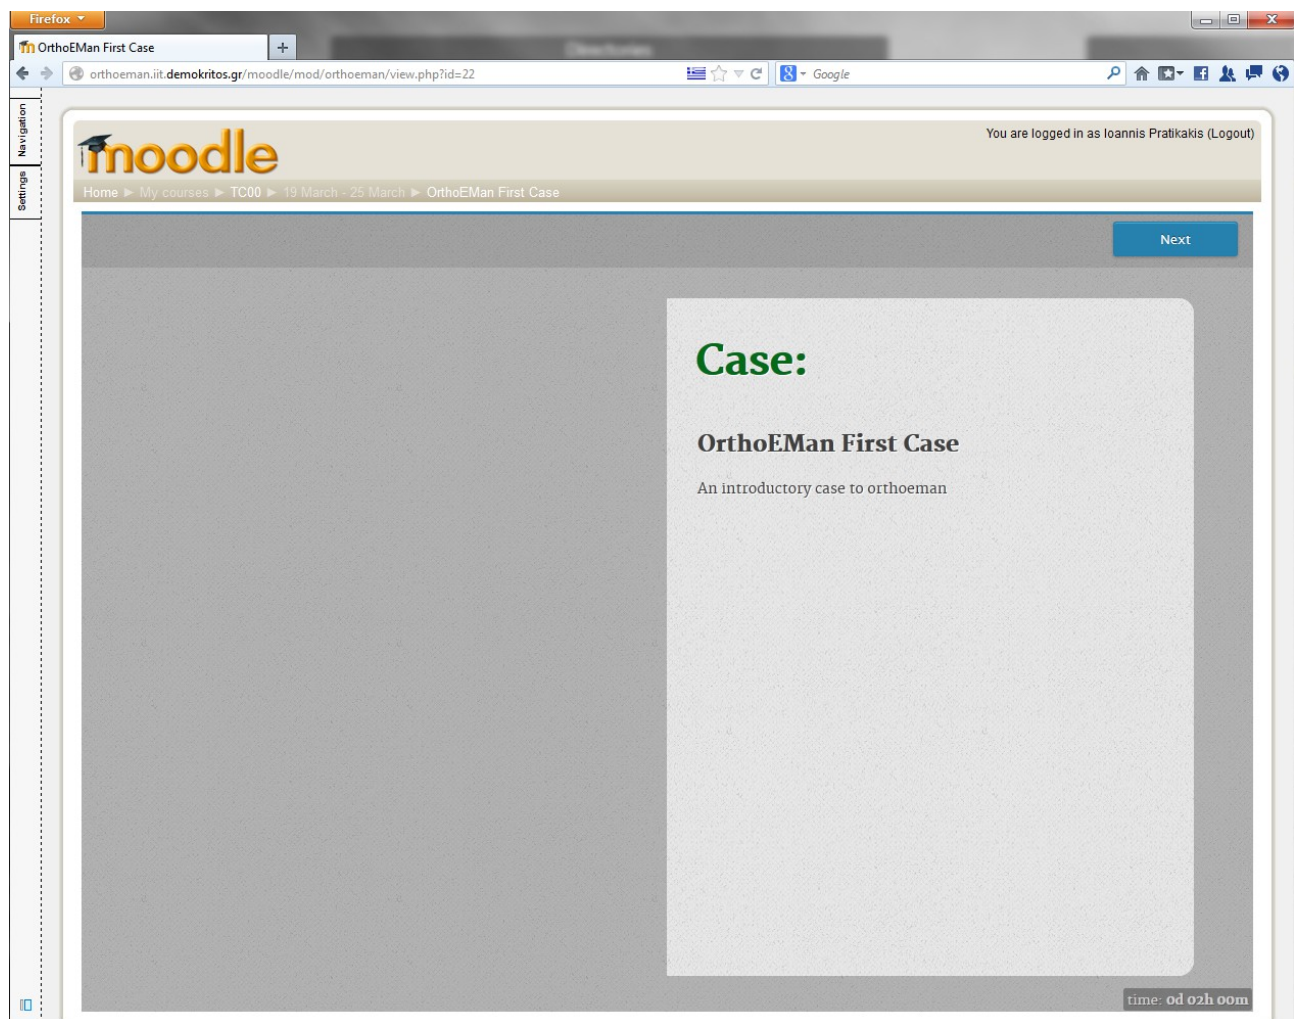 Firefox
OrthoEMan First Case
orthoeman.iit.demokritos.gr/moodle/mod/orthoeman/view.php?id=22
Google
Navigation
Settings
moodle
You are logged in as Ioannis Pratikakis (Logout)
Home ► My courses ► TC00 ► 19 March - 25 March ► OrthoEMan First Case
Next
Case:
OrthoEMan First Case
An introductory case to orthoeman
time: 0d 02h 00m